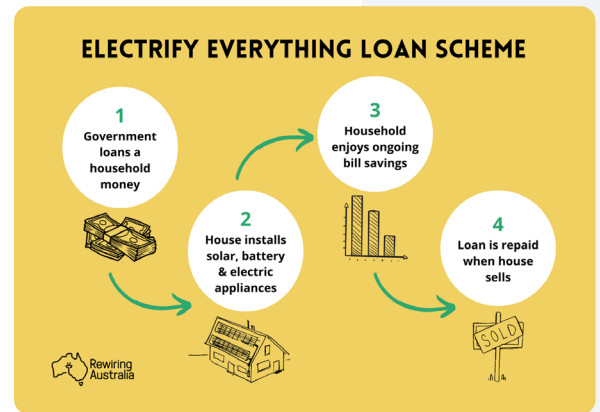 ELECTRIFY EVERYTHING LOAN SCHEME
1
Government
loans a
household
money
2
House installs
solar, battery
& electric
appliances
3
Household
enjoys ongoing
bill savings
4
Loan is repaid
when house
sells
SOLD
Rewiring
Australia